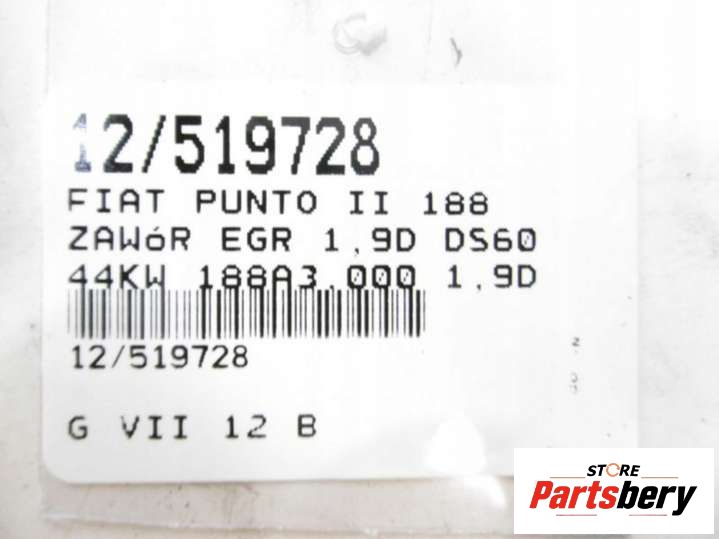 12/519728
FIAT PUNTO II 188
ZAWóR EGR 1,9D DS60
44KW 188A3.000 1,9D
12/519728
G VII 12 B
STORE
Partsbery